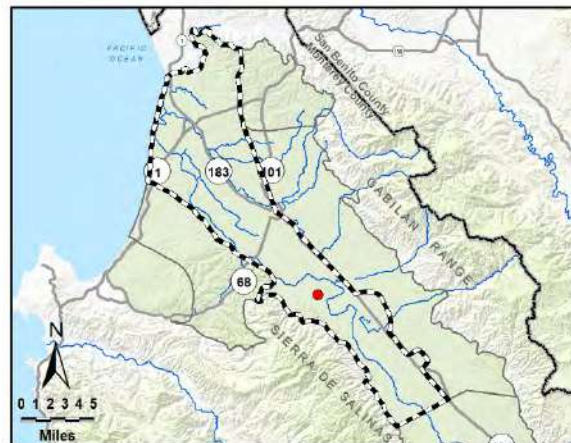 1
PACIFIC
OCEAN
San Benito County
Monterey County
1
183
101
GABILAN RANGE
68
SIERRA DE SALINAS
N
0 1 2 3 4 5
Miles